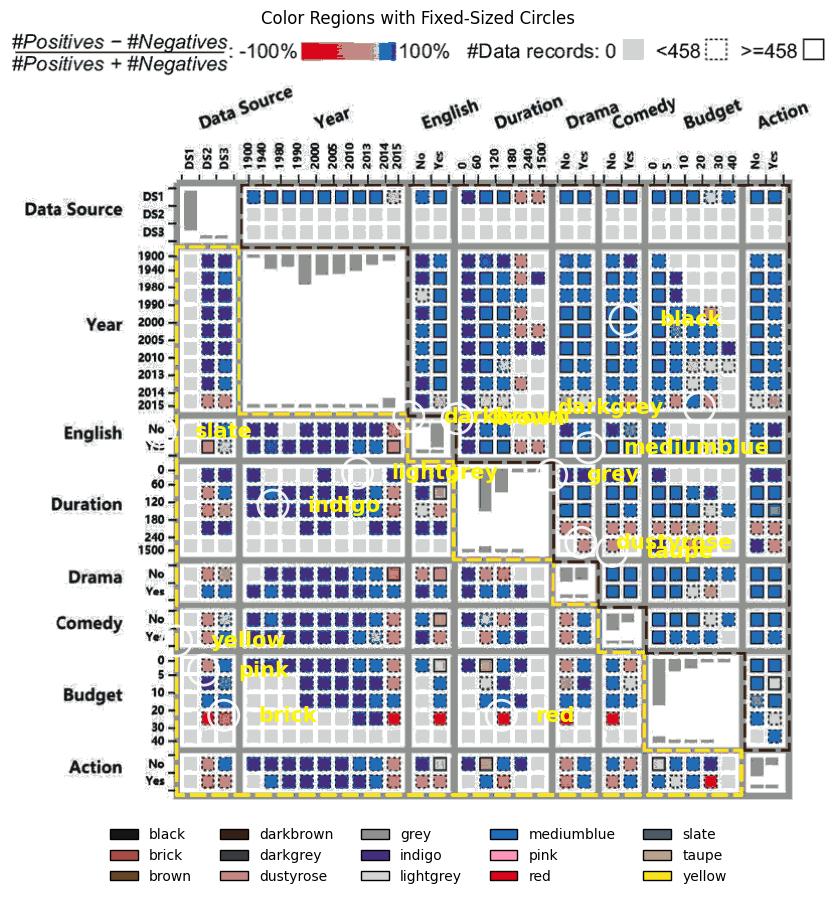 Color Regions with Fixed-Sized Circles
#Positives − #Negatives
#Positives + #Negatives
: -100% 100% #Data records: 0 <458 >=458
Data Source Year English Duration Drama Comedy Budget Action
DS1 DS2 DS3 1900 1940 1980 1990 2000 2005 2010 2013 2014 2015 No Yes 0 60 120 180 240 1500 No Yes No Yes 0 5 10 20 30 40 No Yes
Data Source
DS1
DS2
DS3
Year
1900
1940
1980
1990
2000
2005
2010
2013
2014
2015
black
darkgrey
brown
English
No
Yes
slate
mediumblue
lightgrey
grey
Duration
0
60
120
180
240
1500
indigo
dustyrose
taupe
Drama
No
Yes
Comedy
No
Yes
yellow
Budget
0
5
10
20
30
40
pink
brick
red
Action
No
Yes
black darkbrown grey mediumblue slate
brick darkgrey indigo pink taupe
brown dustyrose lightgrey red yellow